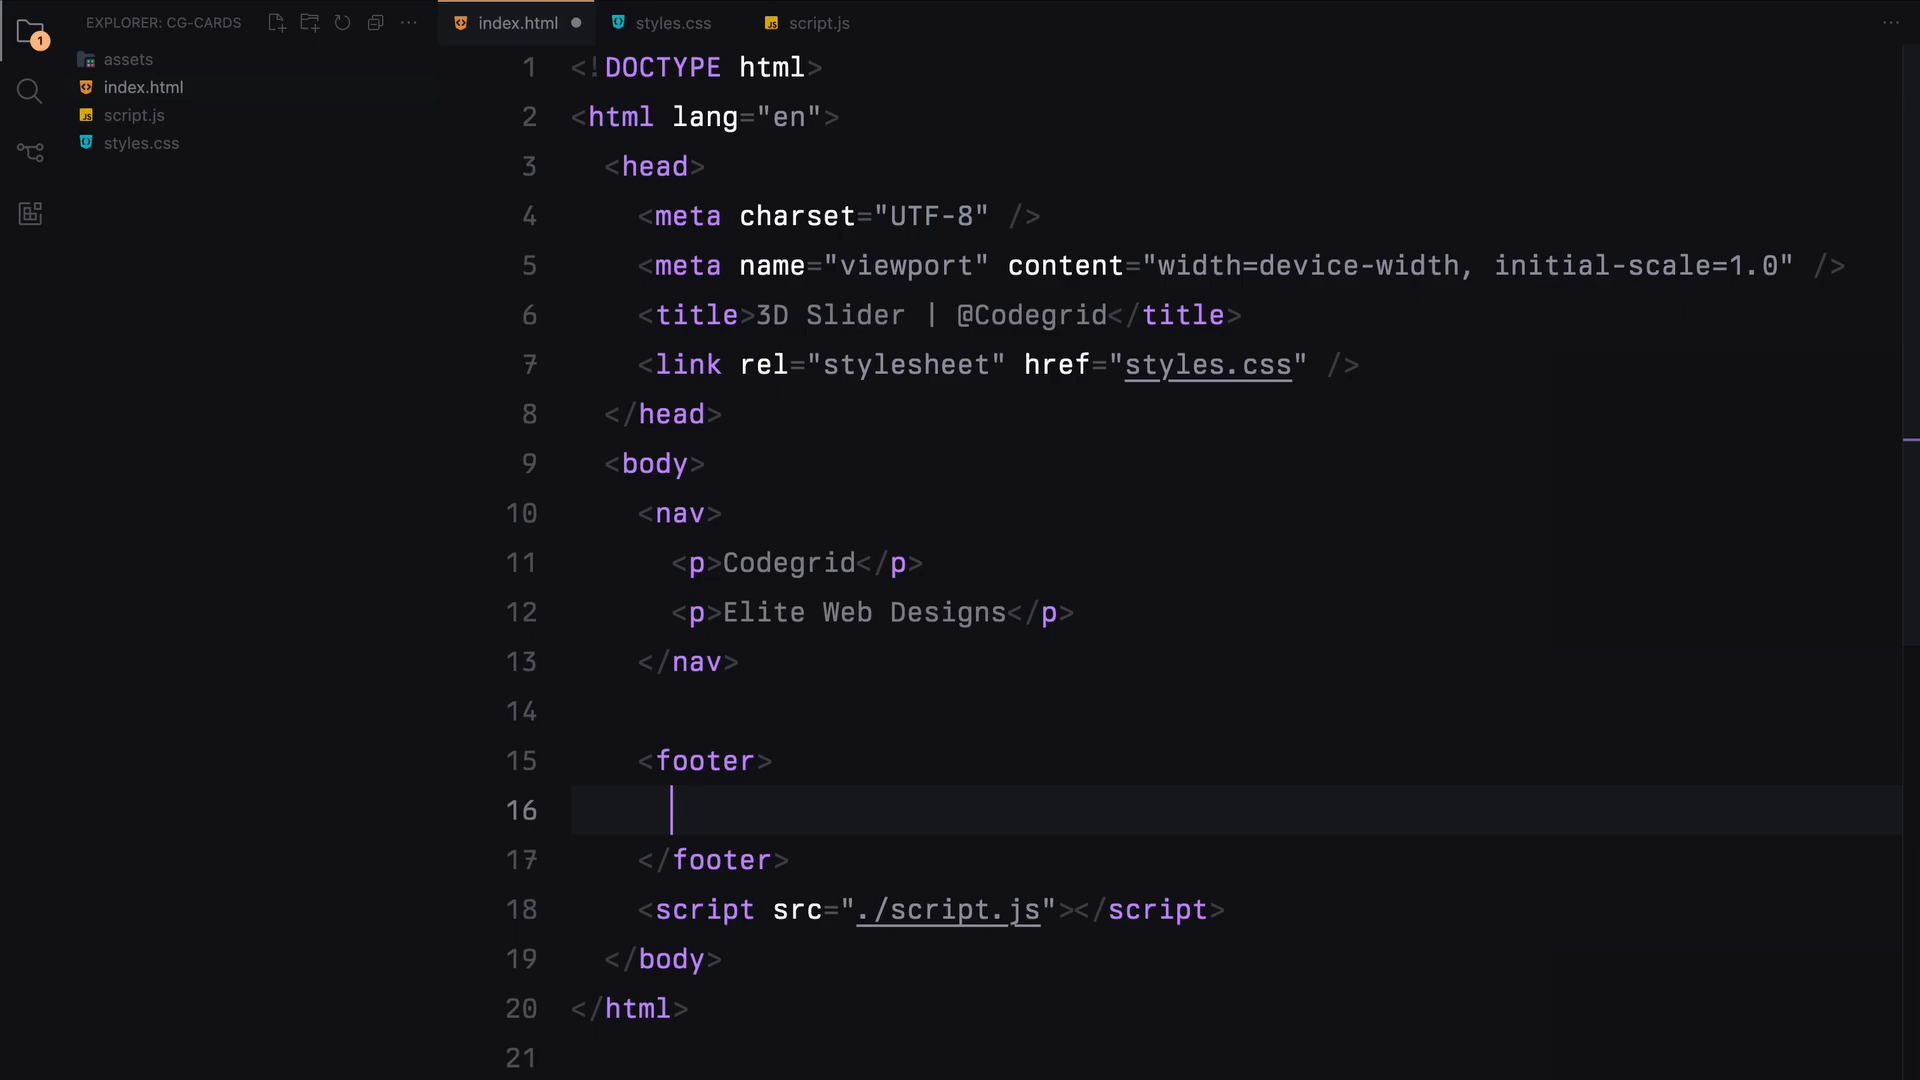 1
EXPLORER: CG-CARDS
assets
index.html
script.js
styles.css
index.html
styles.css
script.js
1 <!DOCTYPE html>
2 <html lang="en">
3 <head>
4 <meta charset="UTF-8" />
5 <meta name="viewport" content="width=device-width, initial-scale=1.0" />
6 <title>3D Slider | @Codegrid</title>
7 <link rel="stylesheet" href="styles.css" />
8 </head>
9 <body>
10 <nav>
11 <p>Codegrid</p>
12 <p>Elite Web Designs</p>
13 </nav>
14
15 <footer>
16
17 </footer>
18 <script src="./script.js"></script>
19 </body>
20 </html>
21